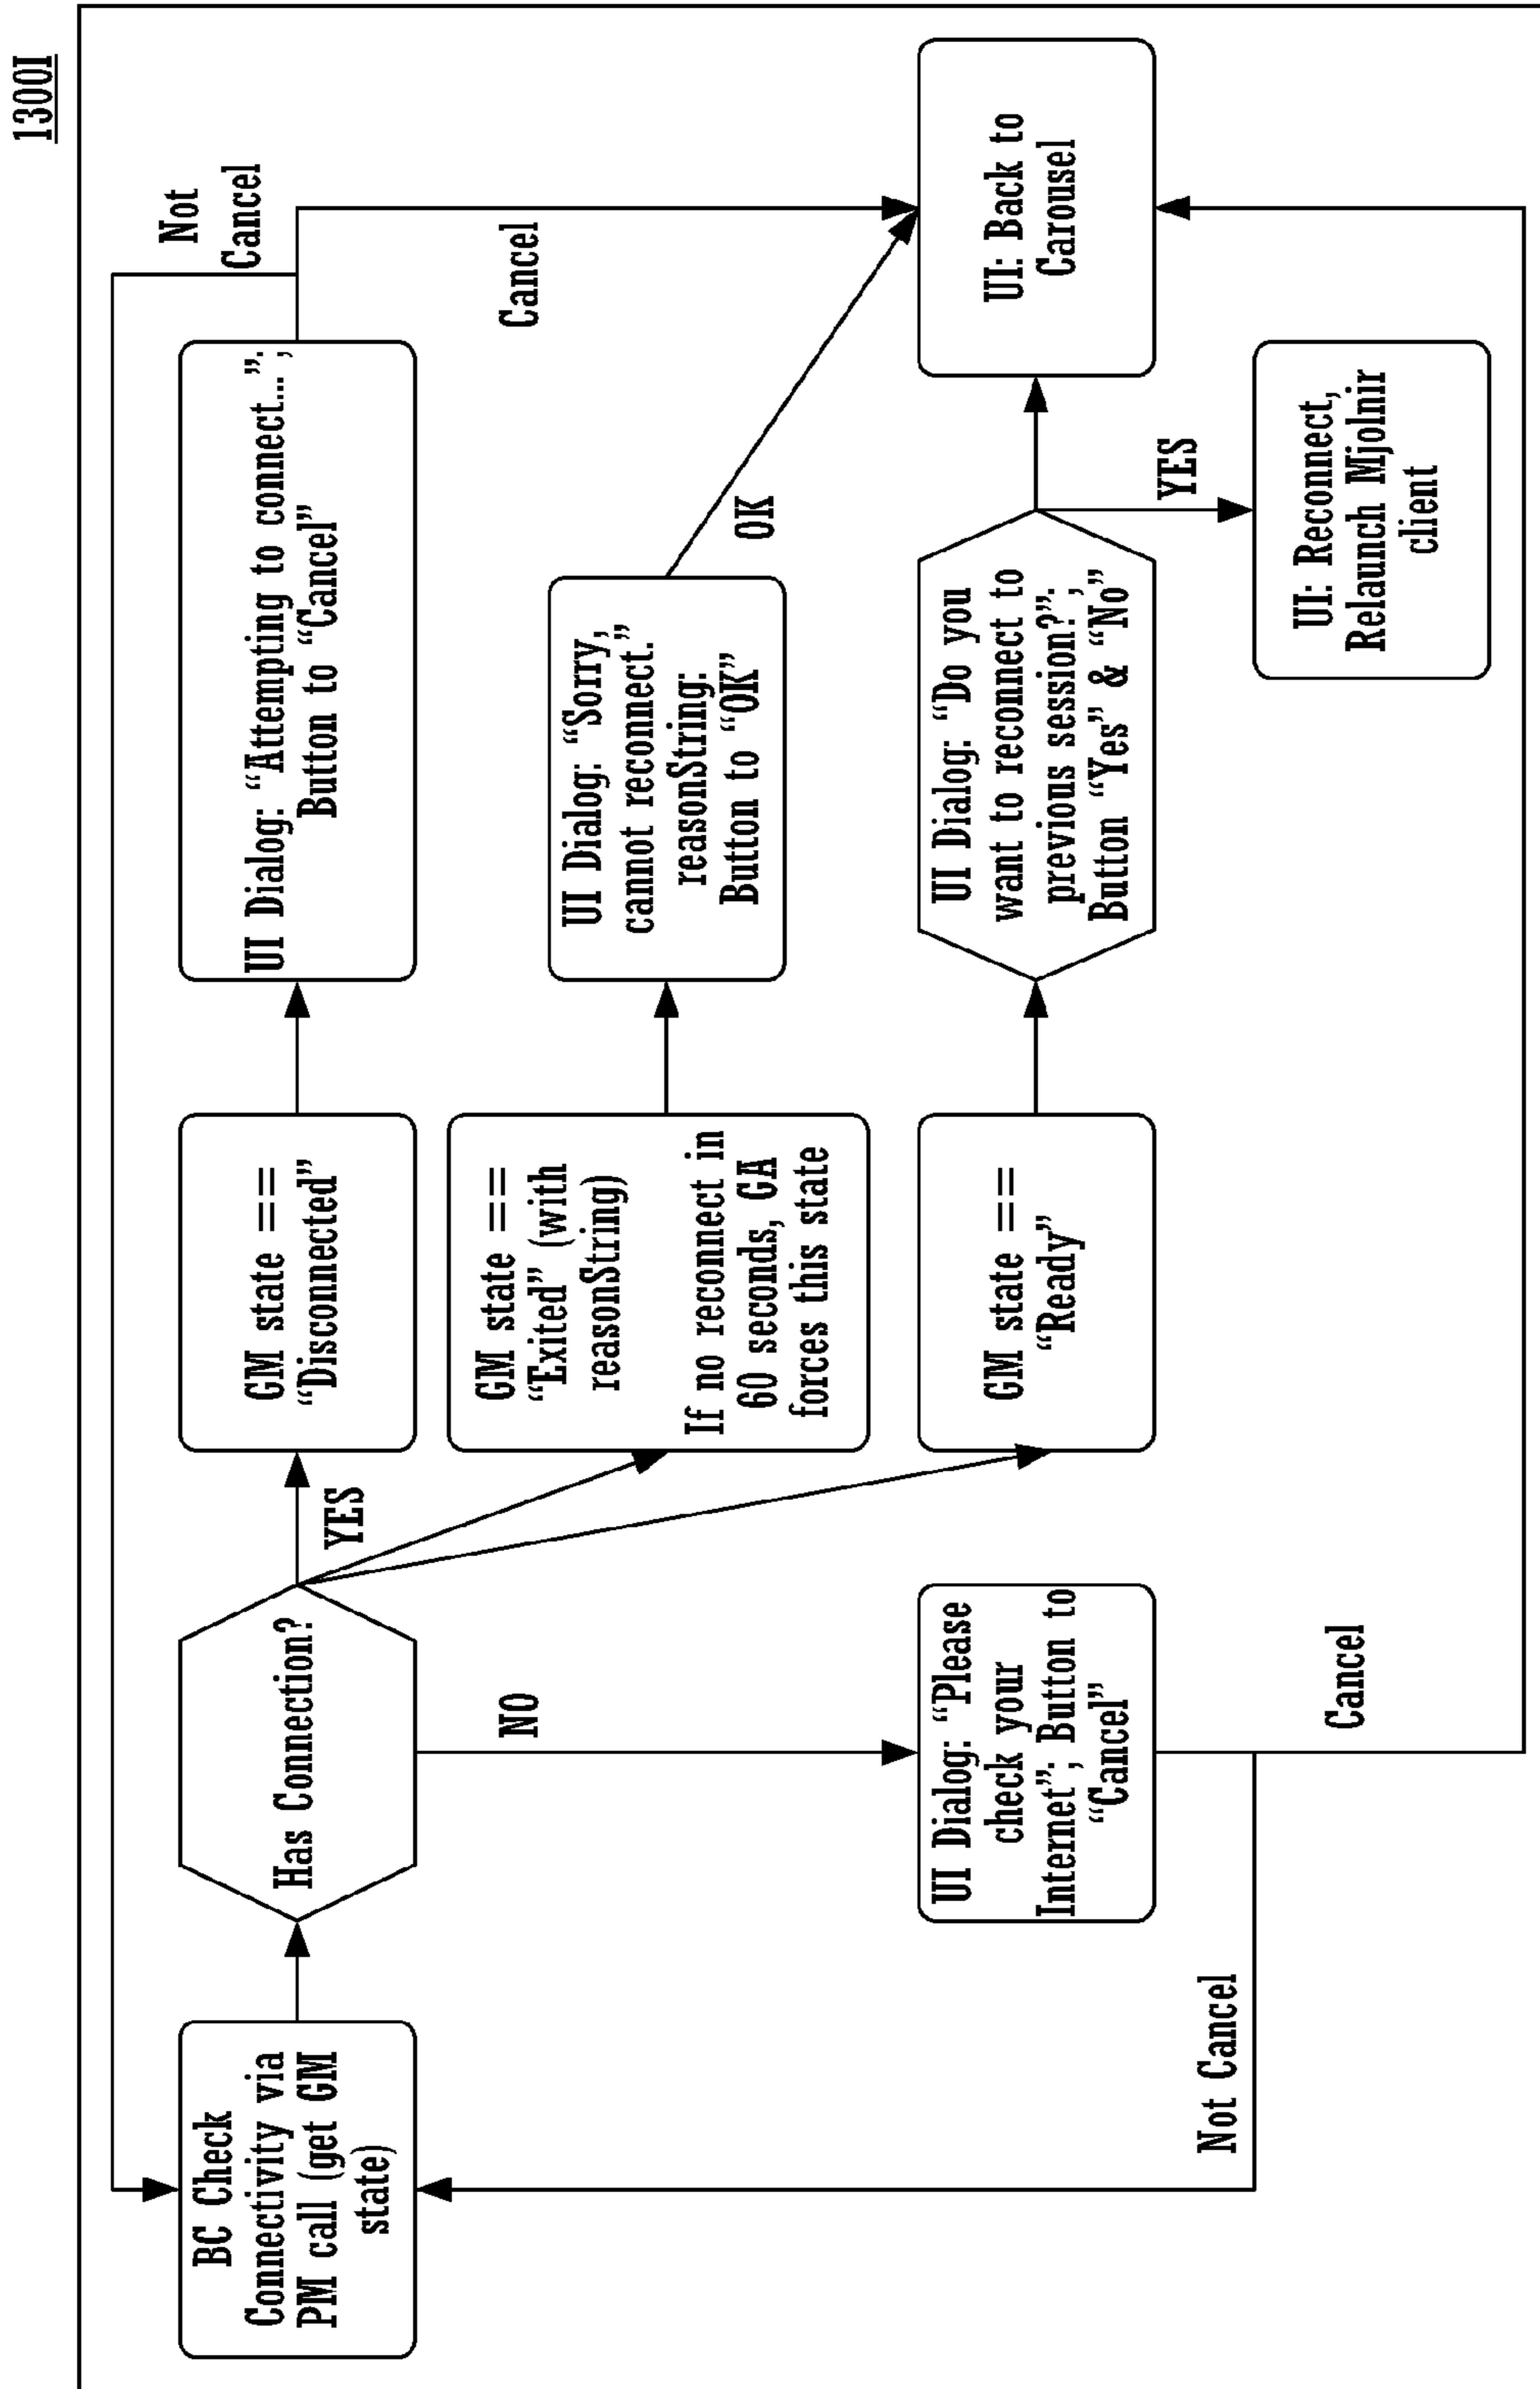 1300I
Not
Cancel
BC Check
Connectivity via
PM call (get GM
state)
Has Connection?
YES
GM state ==
“Disconnected”
UI Dialog: “Attempting to connect...”;
Button to “Cancel”
Cancel
NO
GM state ==
“Exited” (with
reasonString)
If no reconnect in
60 seconds, GA
forces this state
UI Dialog: “Sorry,
cannot reconnect.”
reasonString.
Button to “OK”
OK
UI Dialog: “Please
check your
Internet”; Button to
“Cancel”
GM state ==
“Ready”
UI Dialog: “Do you
want to reconnect to
previous session?”;
Button “Yes” & “No”
UI: Back to
Carousel
YES
Not Cancel
Cancel
UI: Reconnect,
Relaunch Mjolnir
client